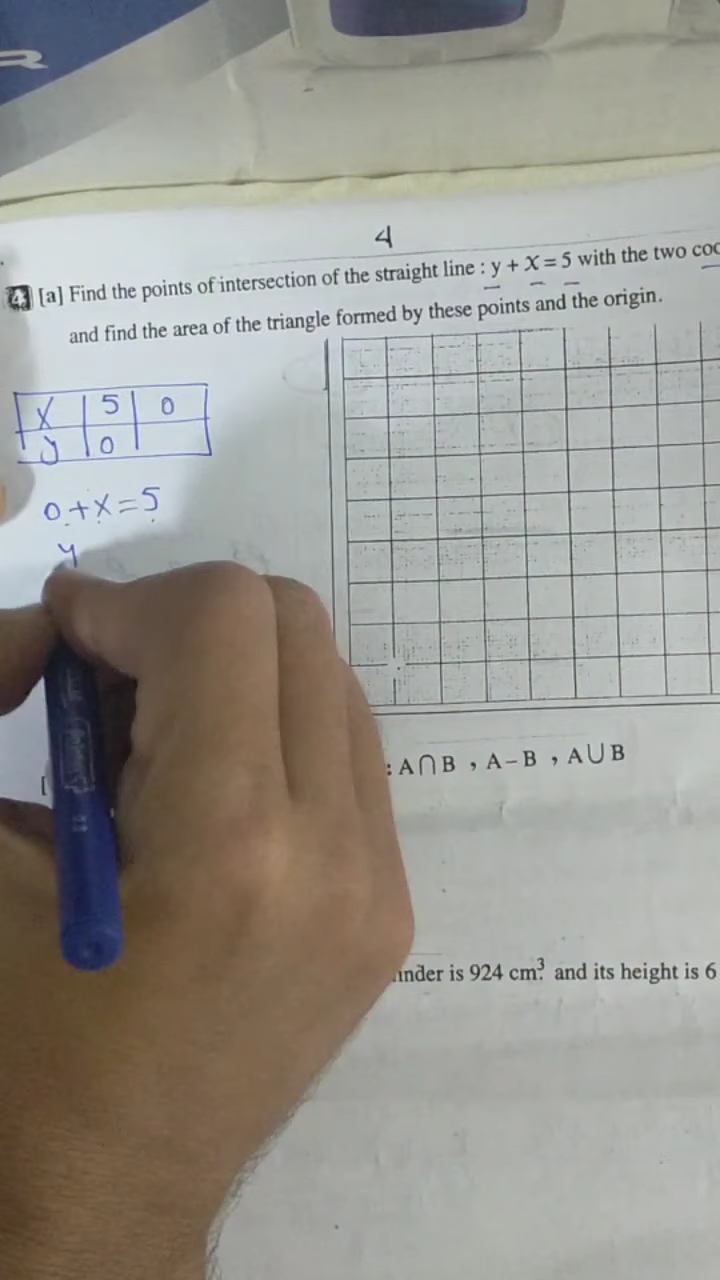 4
4 [a] Find the points of intersection of the straight line : y + x = 5 with the two
and find the area of the triangle formed by these points and the origin.
x 5 0
y 0
0+x=5
y
[
: A∩B , A-B , A∪B
is 924 cm³ and its height is 6